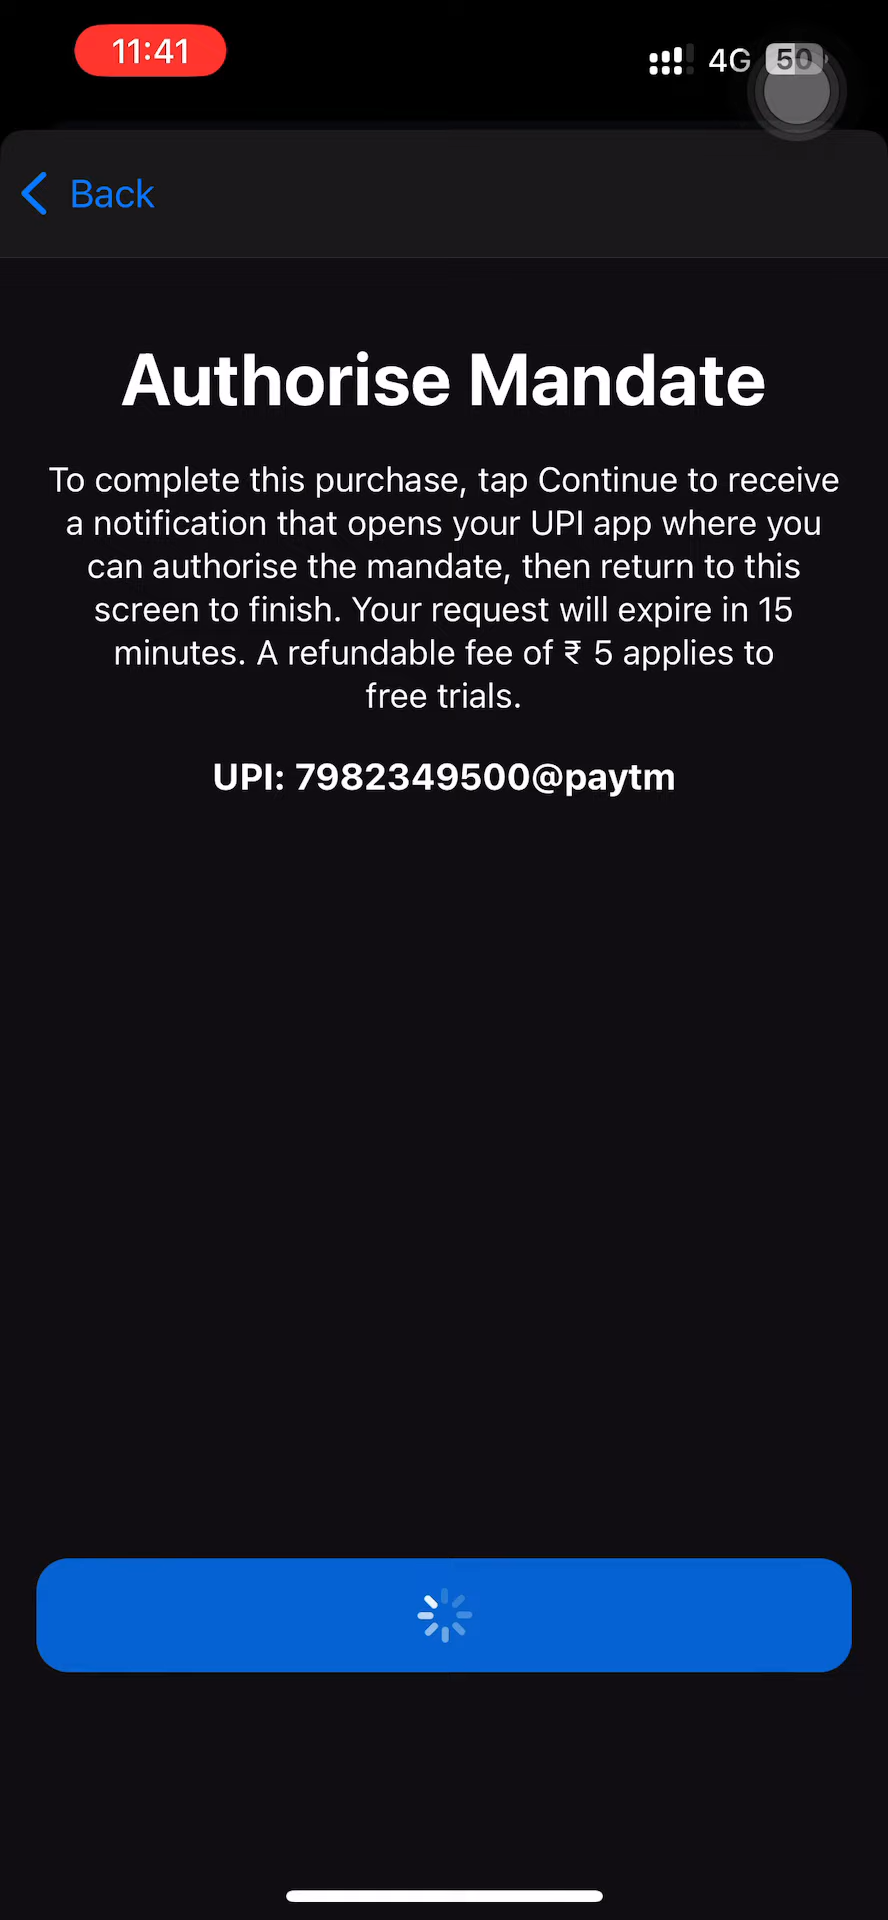 11:41
4G
50
Back
Authorise Mandate
To complete this purchase, tap Continue to receive
a notification that opens your UPI app where you
can authorise the mandate, then return to this
screen to finish. Your request will expire in 15
minutes. A refundable fee of ₹ 5 applies to
free trials.
UPI: 7982349500@paytm